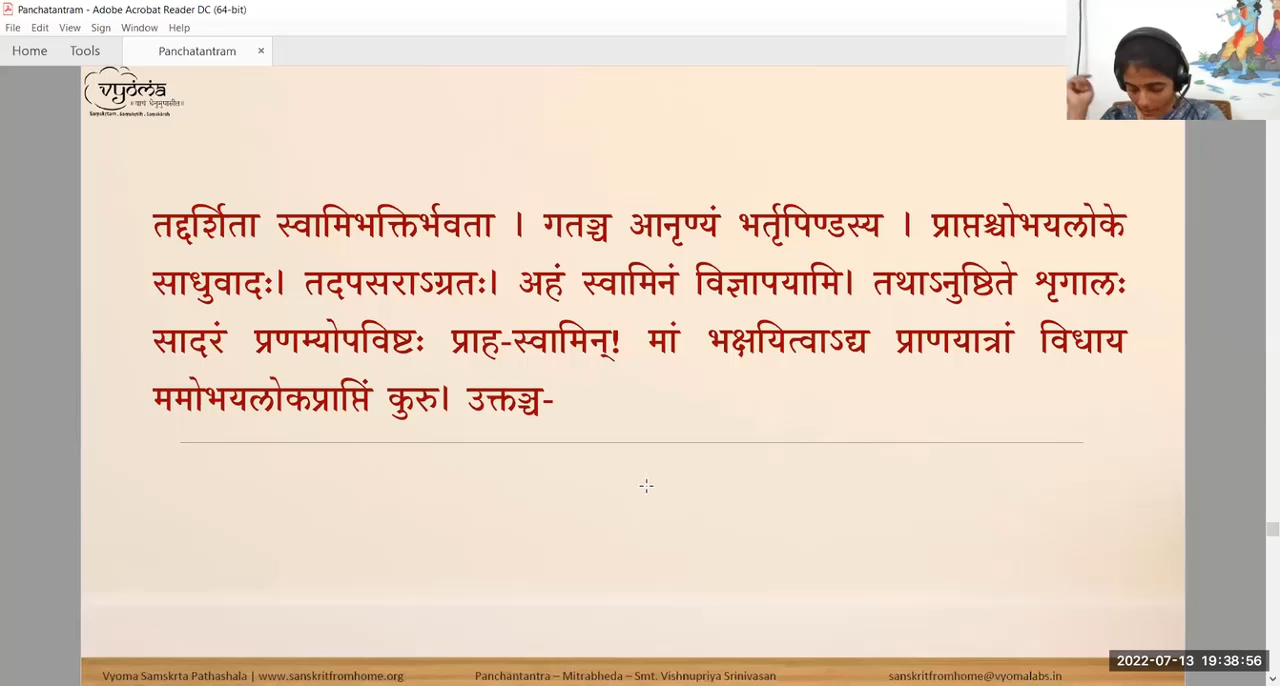 Panchatantram - Adobe Acrobat Reader DC (64-bit)
File Edit View Sign Window Help
Home Tools Panchatantram ×
vyoma
॥ वाचं धेनुमुपासीत॥
Samskrtam . Samskriti . Samskaras
तद्दर्शिता स्वामिभक्तिर्भवता । गतञ्च आनृण्यं भर्तृपिण्डस्य । प्राप्तश्चोभयलोके
साधुवादः। तदपसराऽग्रतः। अहं स्वामिनं विज्ञापयामि। तथाऽनुष्ठिते शृगालः
सादरं प्रणम्योपविष्टः प्राह-स्वामिन्! मां भक्षयित्वाऽद्य प्राणयात्रां विधाय
ममोभयलोकप्राप्तिं कुरु। उक्तञ्च-
2022-07-13 19:38:56
Vyoma Samskrta Pathashala | www.sanskritfromhome.org Panchantantra – Mitrabheda – Smt. Vishnupriya Srinivasan sanskritfromhome@vyomalabs.in